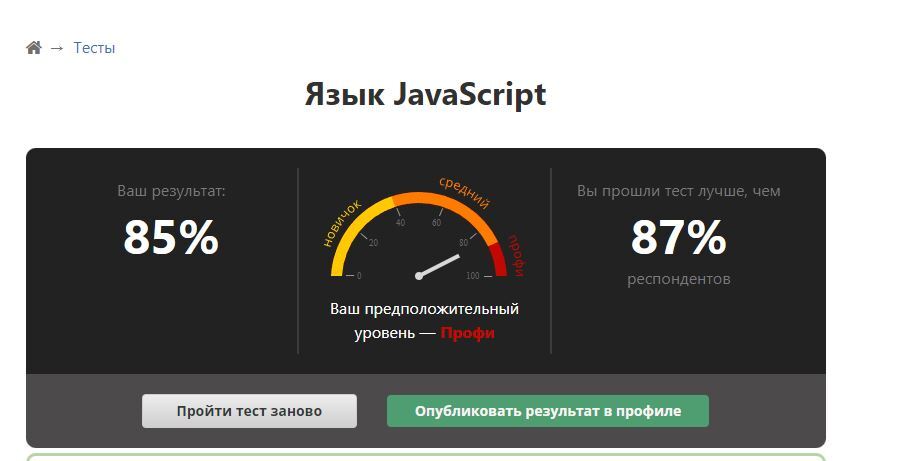 → Тесты
Язык JavaScript
Ваш результат:
85%
новичок
средний
профи
0
20
40
60
80
100
Ваш предположительный
уровень — Профи
Вы прошли тест лучше, чем
87%
респондентов
Пройти тест заново
Опубликовать результат в профиле